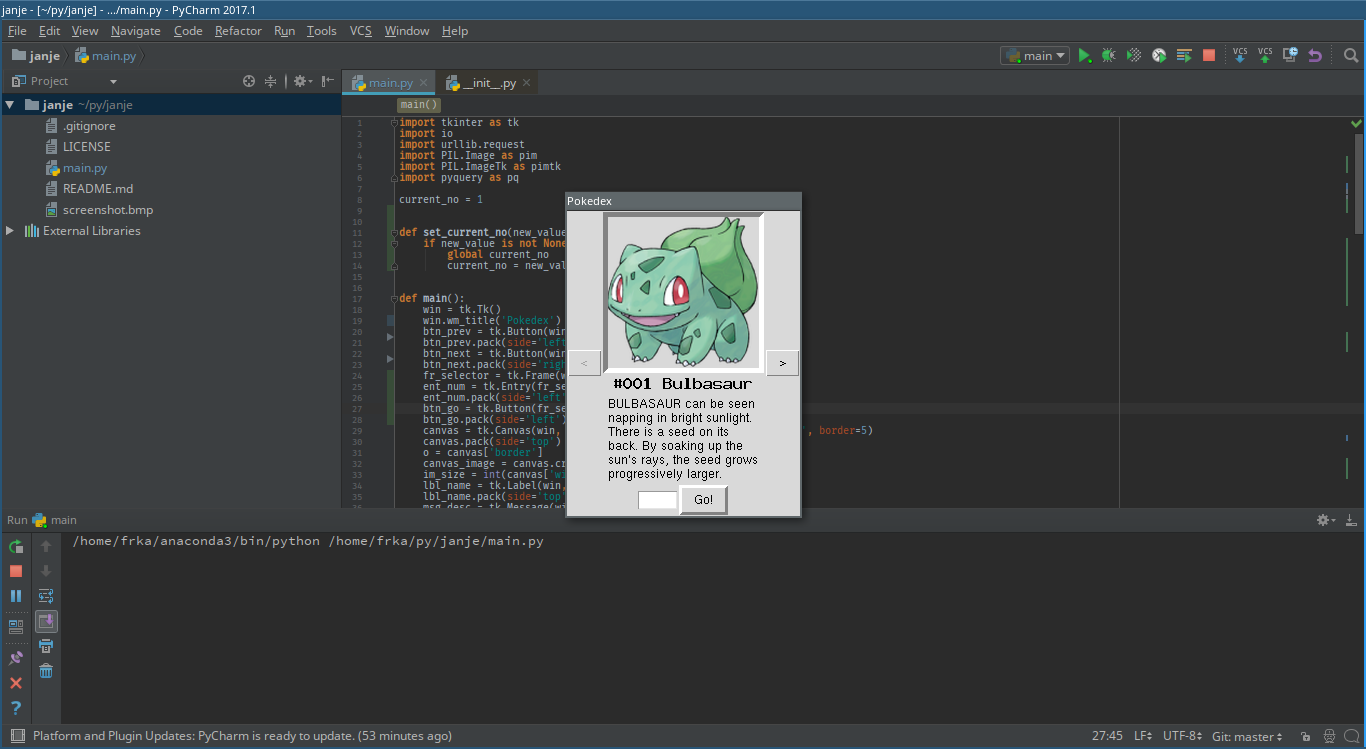 janje - [~/py/janje] - .../main.py - PyCharm 2017.1
File Edit View Navigate Code Refactor Run Tools VCS Window Help
janje main.py main VCS VCS
Project main.py __init__.py
janje ~/py/janje
.gitignore
LICENSE
main.py
README.md
screenshot.bmp
External Libraries
main()
1 import tkinter as tk
2 import io
3 import urllib.request
4 import PIL.Image as pim
5 import PIL.ImageTk as pimtk
6 import pyquery as pq
7
8 current_no = 1
9
10
11 def set_current_no(new_value
12 if new_value is not None
13 global current_no
14 current_no = new_val
15
16
17 def main():
18 win = tk.Tk()
19 win.wm_title('Pokedex')
20 btn_prev = tk.Button(win
21 btn_prev.pack(side='left
22 btn_next = tk.Button(win
23 btn_next.pack(side='righ
24 fr_selector = tk.Frame(w
25 ent_num = tk.Entry(fr_se
26 ent_num.pack(side='left'
27 btn_go = tk.Button(fr_se
28 btn_go.pack(side='left')
29 canvas = tk.Canvas(win, ', border=5)
30 canvas.pack(side='top')
31 o = canvas['border']
32 canvas_image = canvas.cr
33 im_size = int(canvas['wi
34 lbl_name = tk.Label(win,
35 lbl_name.pack(side='top'
36 msg_desc = tk.Message(wi
Pokedex
< >
#001 Bulbasaur
BULBASAUR can be seen
napping in bright sunlight.
There is a seed on its
back. By soaking up the
sun's rays, the seed grows
progressively larger.
Go!
Run main
/home/frka/anaconda3/bin/python /home/frka/py/janje/main.py
Platform and Plugin Updates: PyCharm is ready to update. (53 minutes ago) 27:45 LF UTF-8 Git: master